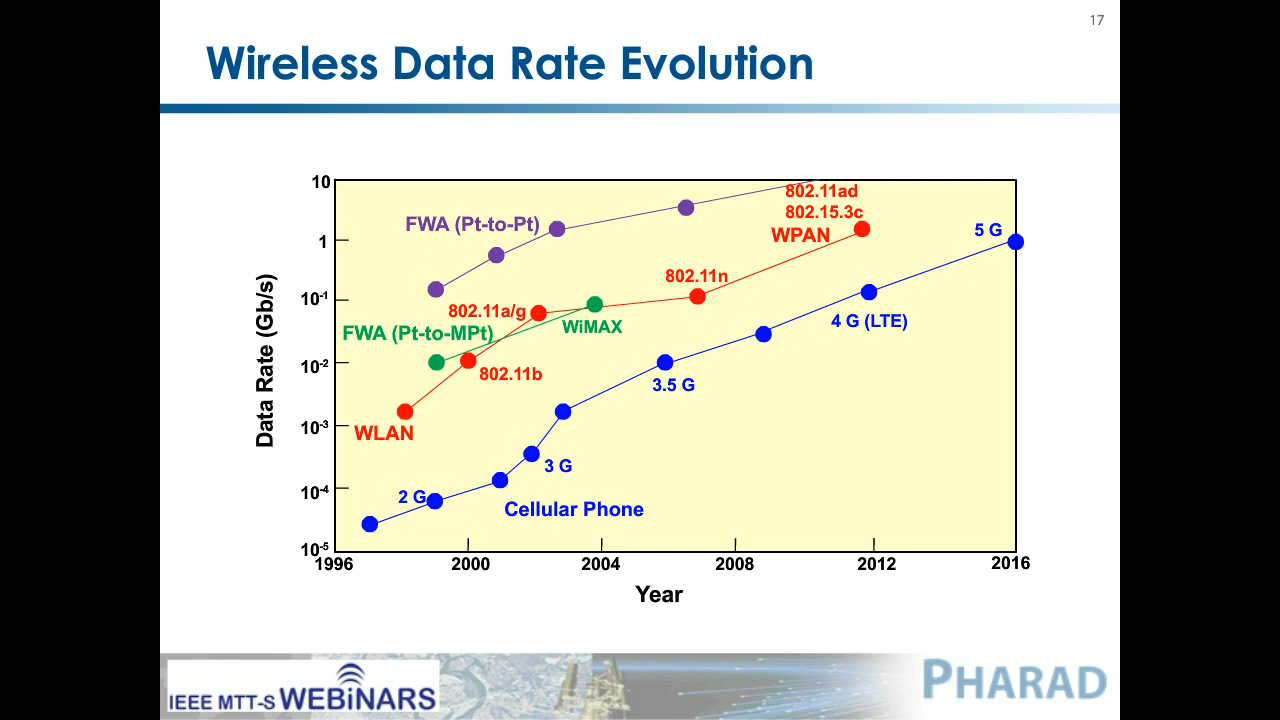 17
Wireless Data Rate Evolution
10
1
10-1
10-2
10-3
10-4
10-5
Data Rate (Gb/s)
FWA (Pt-to-Pt)
802.11ad
802.15.3c
WPAN
5 G
802.11n
802.11a/g
FWA (Pt-to-MPt)
WiMAX
4 G (LTE)
802.11b
3.5 G
WLAN
3 G
2 G
Cellular Phone
1996
2000
2004
2008
2012
2016
Year
IEEE MTT-S WEBiNARS
PHARAD